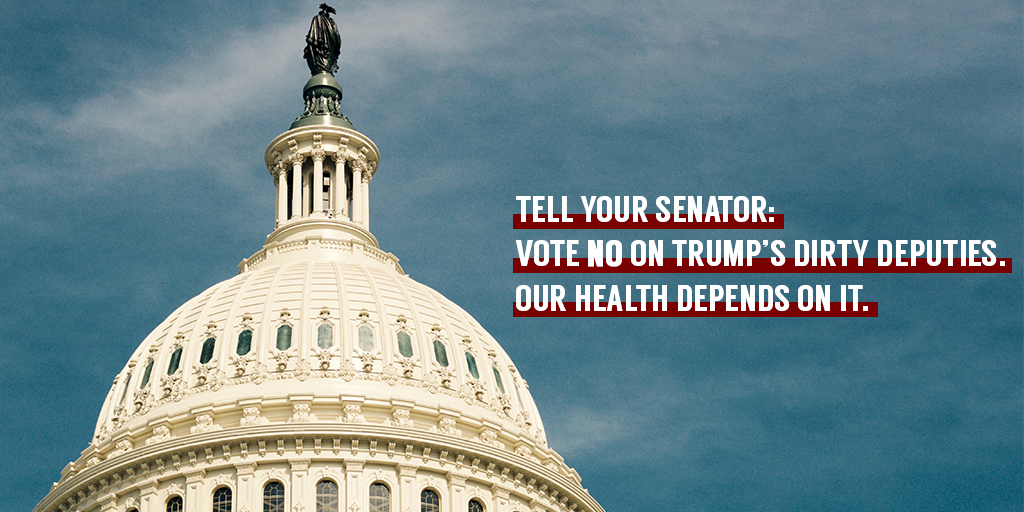 TELL YOUR SENATOR:
VOTE NO ON TRUMP’S DIRTY DEPUTIES.
OUR HEALTH DEPENDS ON IT.